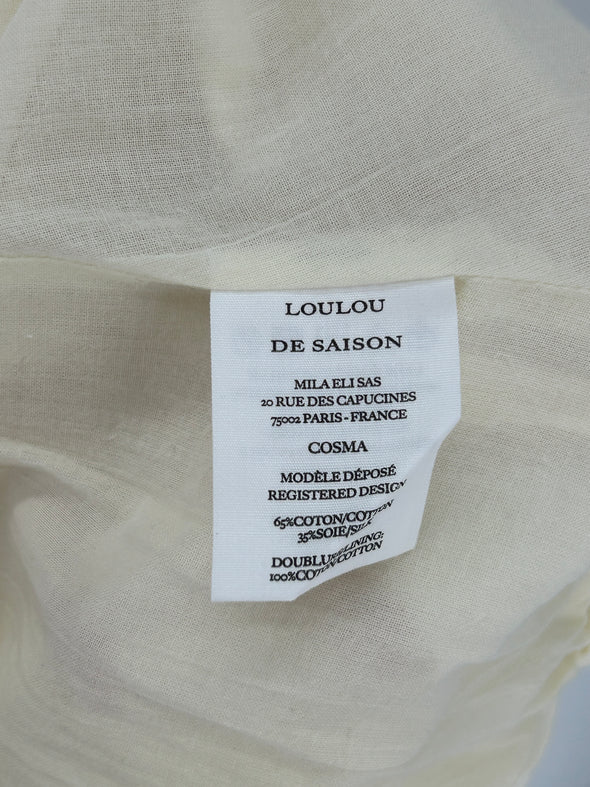 LOULOU
DE SAISON
MILA ELI SAS
20 RUE DES CAPUCINES
75002 PARIS - FRANCE
COSMA
MODÈLE DÉPOSÉ
REGISTERED DESIGN
65%COTON/COTTON
35%SOIE/SILK
DOUBLURE/LINING:
100%COTON/COTTON